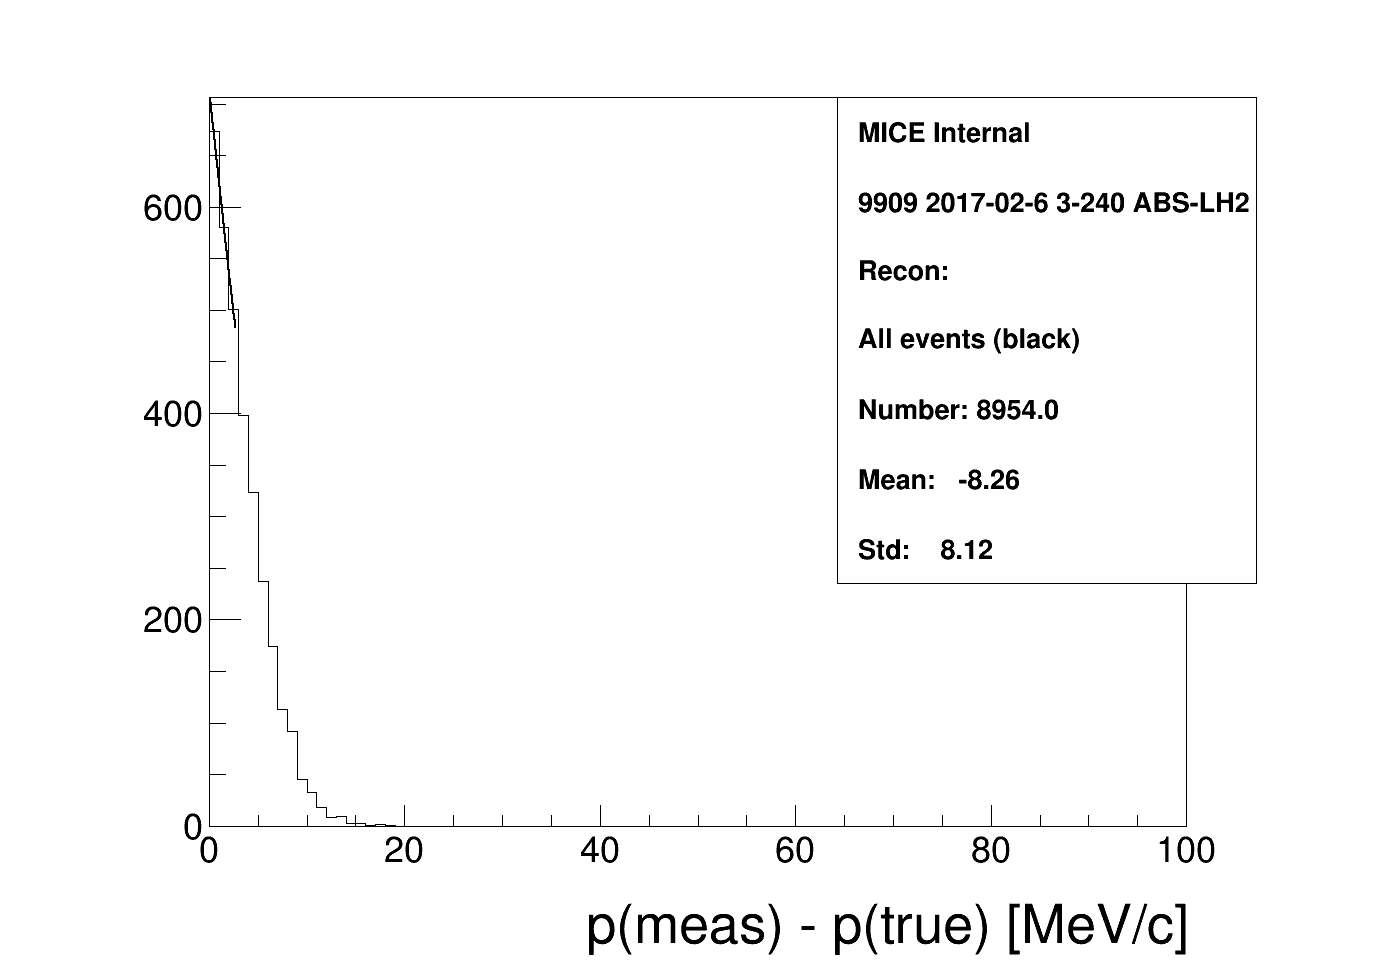 MICE Internal
9909 2017-02-6 3-240 ABS-LH2
Recon:
All events (black)
Number: 8954.0
Mean: -8.26
Std: 8.12
600
400
200
0
0 20 40 60 80 100
p(meas) - p(true) [MeV/c]